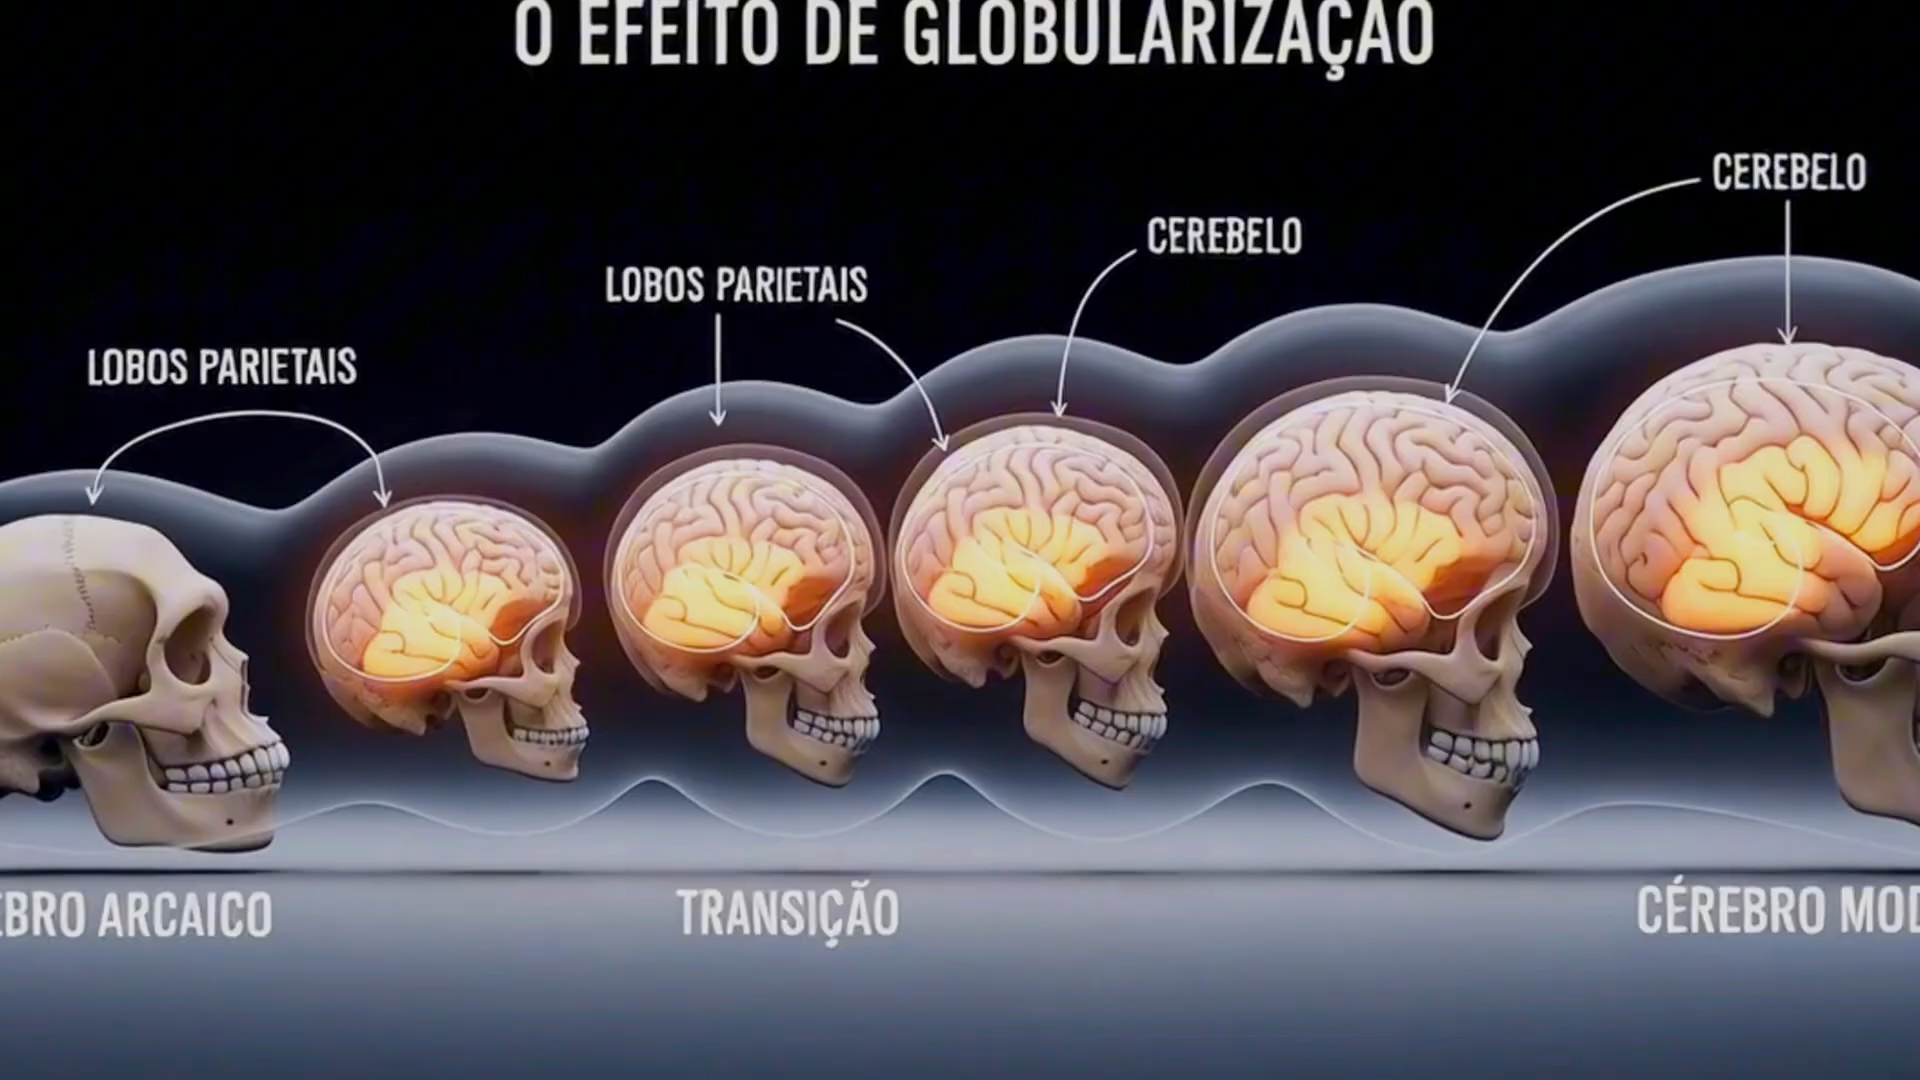 O EFEITO DE GLOBULARIZAÇÃO
CEREBELO
CEREBELO
LOBOS PARIETAIS
LOBOS PARIETAIS
EBRO ARCAICO
TRANSIÇÃO
CÉREBRO MOD